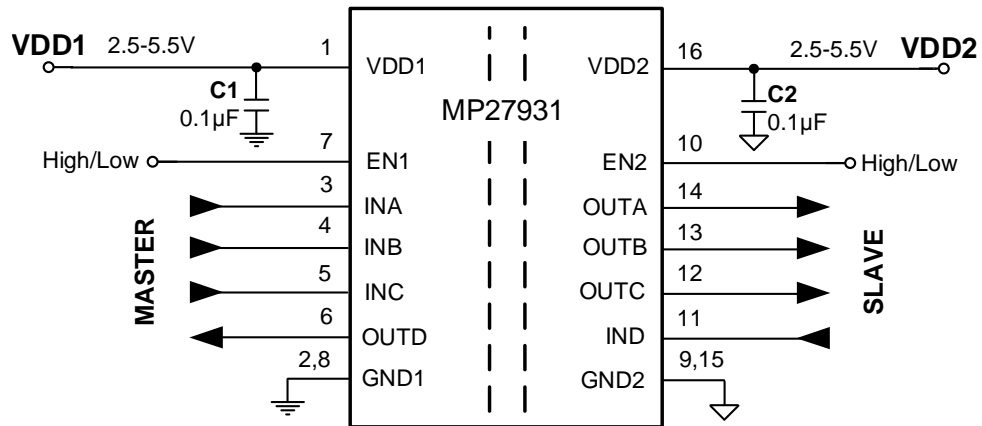 VDD1 2.5-5.5V 1 VDD1 VDD2 16 2.5-5.5V VDD2
C1 0.1µF MP27931 C2 0.1µF
High/Low 7 EN1 EN2 10 High/Low
3 INA OUTA 14
4 INB OUTB 13
5 INC OUTC 12
6 OUTD IND 11
2,8 GND1 GND2 9,15
MASTER
SLAVE